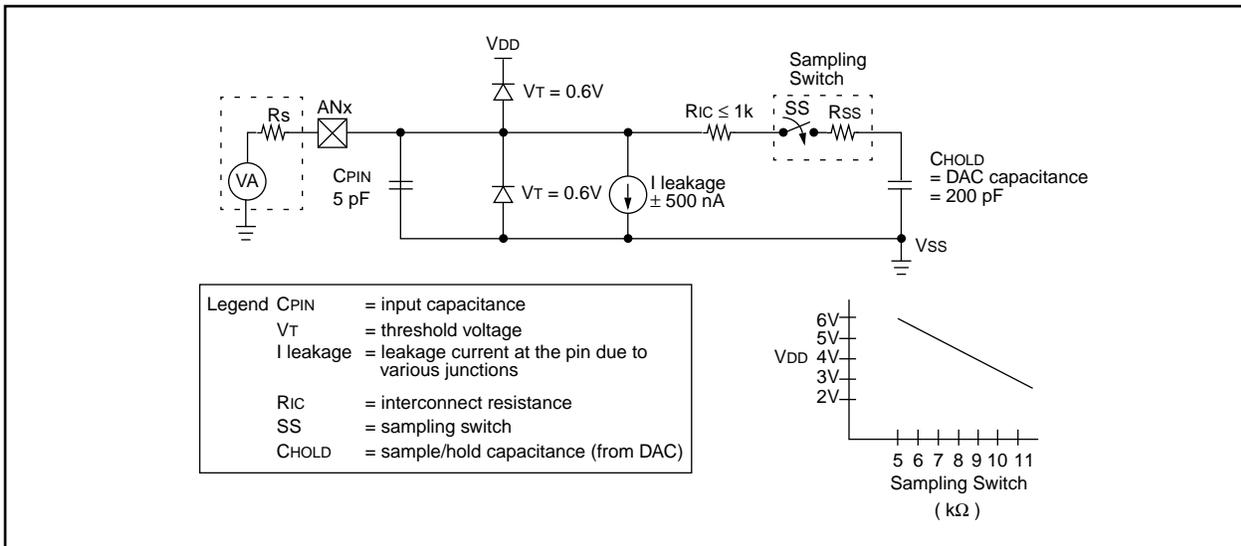 VDD
Sampling
Switch
VT = 0.6V
Rs
ANx
RIC ≤ 1k
SS
RSS
VA
CPIN
5 pF
VT = 0.6V
I leakage
± 500 nA
CHOLD
= DAC capacitance
= 200 pF
VSS
Legend CPIN = input capacitance
VT = threshold voltage
I leakage = leakage current at the pin due to
various junctions
RIC = interconnect resistance
SS = sampling switch
CHOLD = sample/hold capacitance (from DAC)
6V
5V
VDD 4V
3V
2V
5 6 7 8 9 10 11
Sampling Switch
( kΩ )